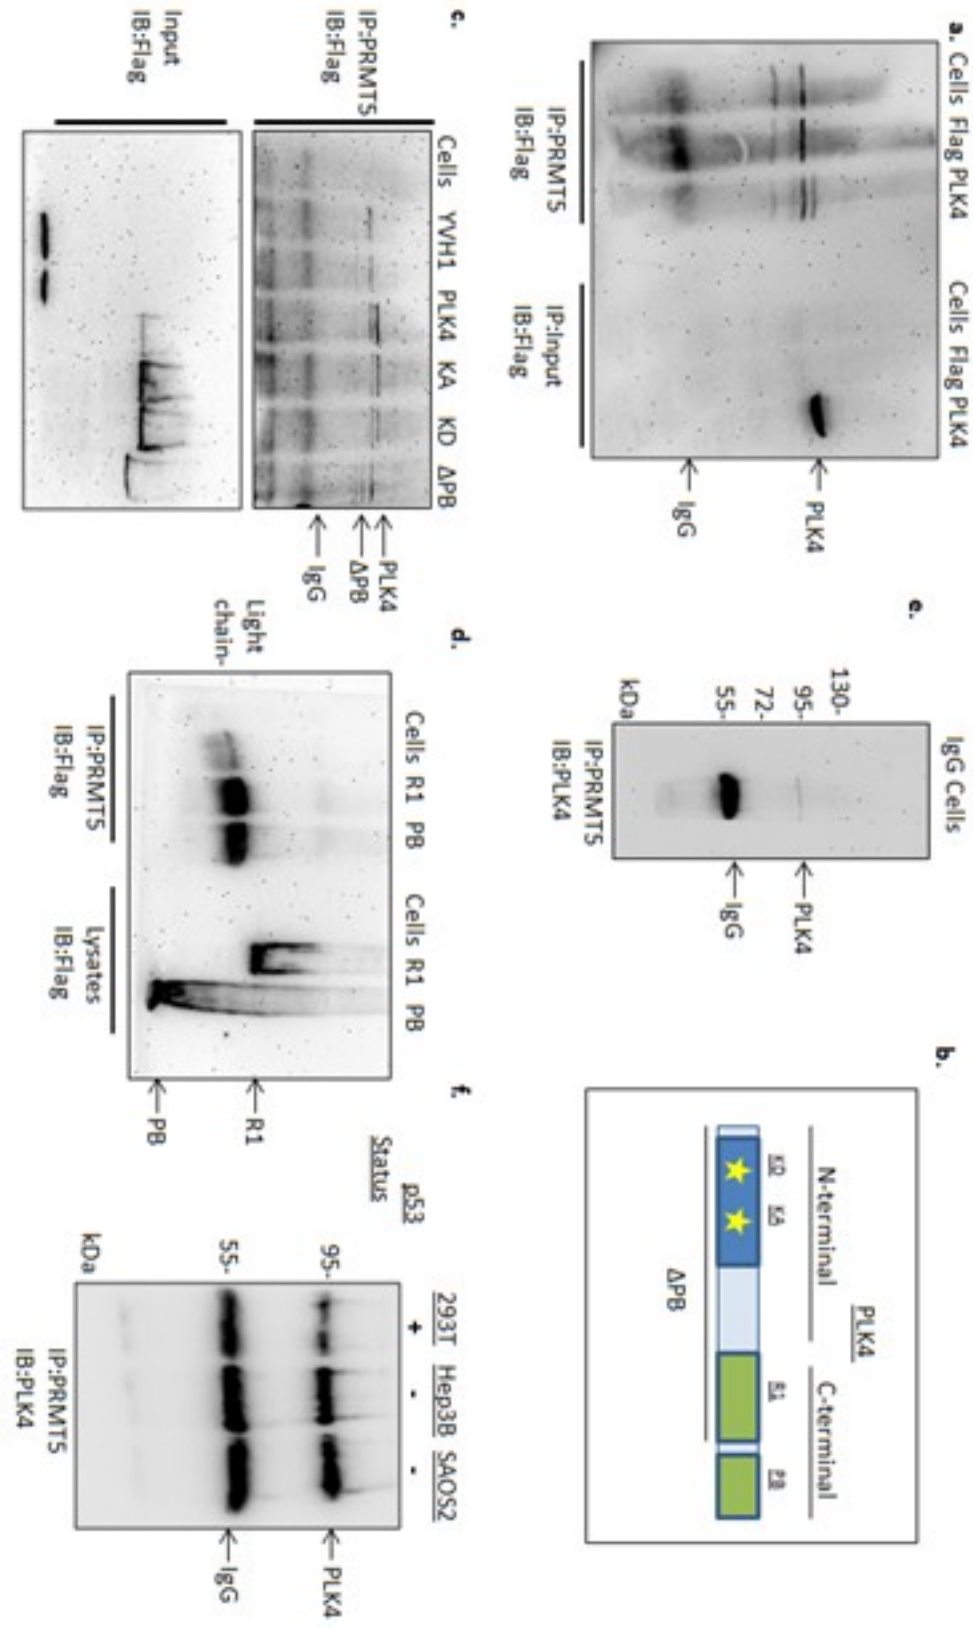 a.
Cells Flag PLK4
Cells Flag PLK4
PLK4
IgG
IP:PRMT5
IB:Flag
IP:Input
IB:Flag
b.
PLK4
N-terminal
C-terminal
KD
KA
R1
PB
ΔPB
c.
Cells YVH1 PLK4 KA KD ΔPB
IP:PRMT5
IB:Flag
PLK4
ΔPB
IgG
Input
IB:Flag
d.
Cells R1 PB
Cells R1 PB
Light
chain-
R1
PB
IP:PRMT5
IB:Flag
Lysates
IB:Flag
e.
IgG Cells
130-
95-
72-
55-
kDa
PLK4
IgG
IP:PRMT5
IB:PLK4
f.
293T Hep3B SAOS2
p53
Status
+ - -
95-
55-
kDa
PLK4
IgG
IP:PRMT5
IB:PLK4